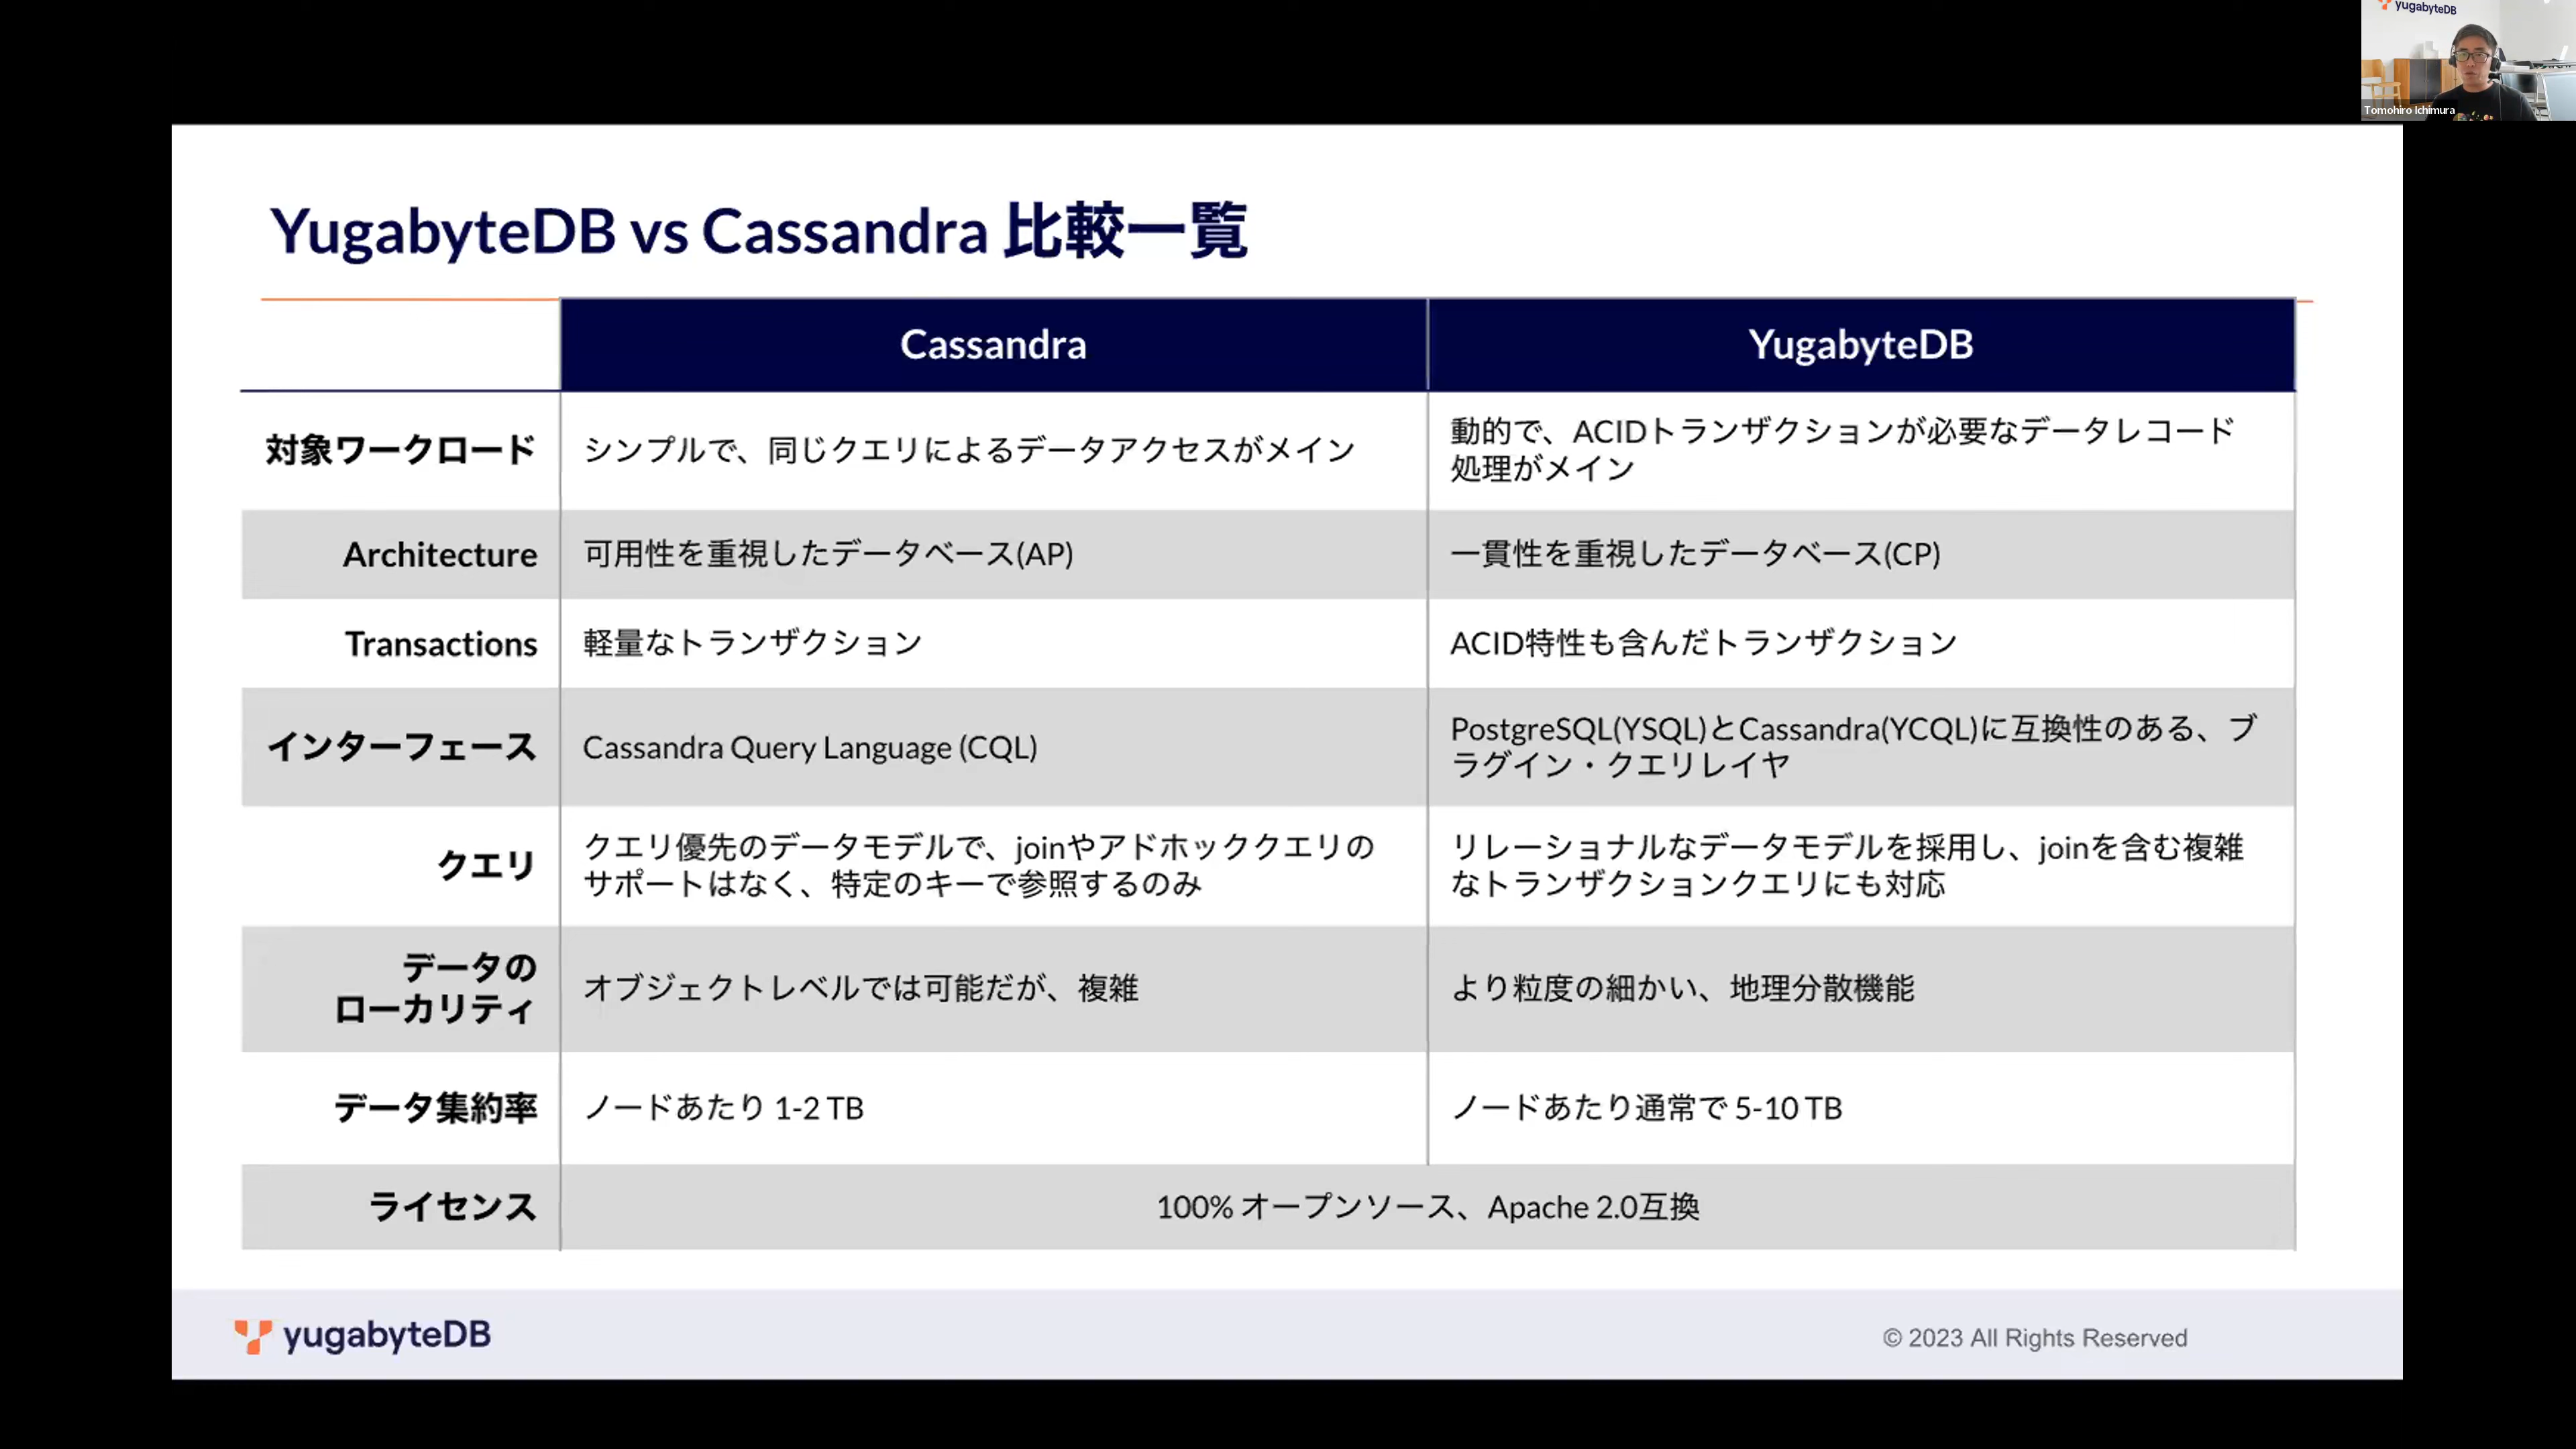 yugabyteDB
Tomohiro Ichimura
YugabyteDB vs Cassandra 比較一覧
Cassandra
YugabyteDB
対象ワークロード
シンプルで、同じクエリによるデータアクセスがメイン
動的で、ACIDトランザクションが必要なデータレコード
処理がメイン
Architecture
可用性を重視したデータベース(AP)
一貫性を重視したデータベース(CP)
Transactions
軽量なトランザクション
ACID特性も含んだトランザクション
インターフェース
Cassandra Query Language (CQL)
PostgreSQL(YSQL)とCassandra(YCQL)に互換性のある、プ
ラグイン・クエリレイヤ
クエリ
クエリ優先のデータモデルで、joinやアドホッククエリの
サポートはなく、特定のキーで参照するのみ
リレーショナルなデータモデルを採用し、joinを含む複雑
なトランザクションクエリにも対応
データの
ローカリティ
オブジェクトレベルでは可能だが、複雑
より粒度の細かい、地理分散機能
データ集約率
ノードあたり 1-2 TB
ノードあたり通常で 5-10 TB
ライセンス
100% オープンソース、Apache 2.0互換
yugabyteDB
© 2023 All Rights Reserved